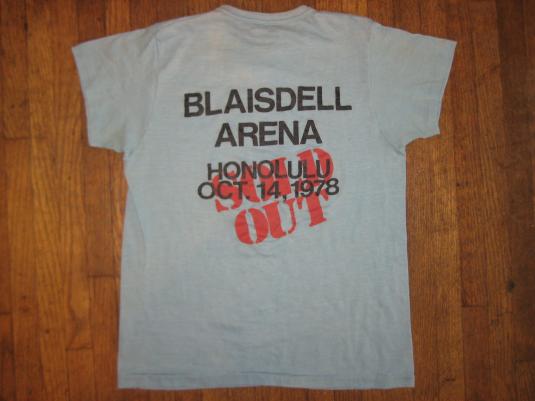 BLAISDELL
ARENA
HONOLULU
OCT. 14, 1978
SOLD
OUT